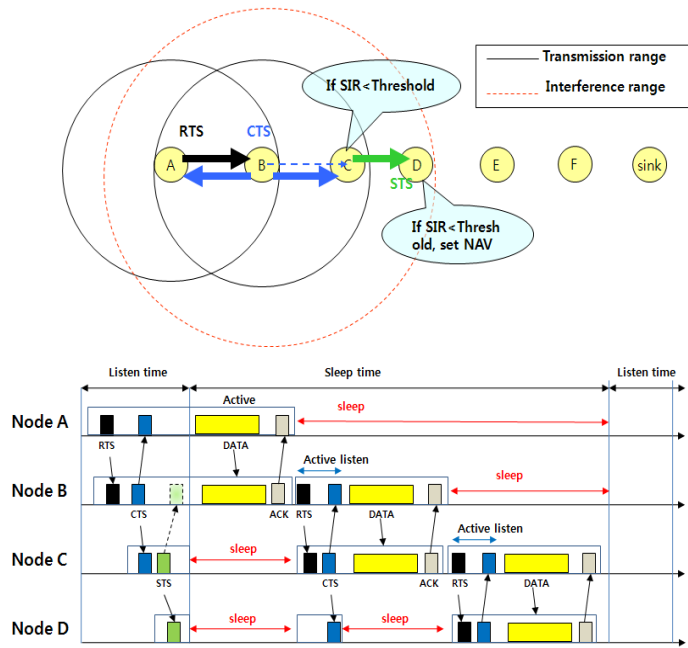 Transmission range
Interference range
If SIR<Threshold
RTS
CTS
A
B
C
D
E
F
sink
STS
If SIR<Thresh
old, set NAV
Listen time
Sleep time
Listen time
Active
sleep
Node A
RTS
DATA
Active listen
sleep
Node B
CTS
ACK
RTS
DATA
Active listen
sleep
Node C
STS
CTS
ACK
RTS
DATA
sleep
sleep
Node D